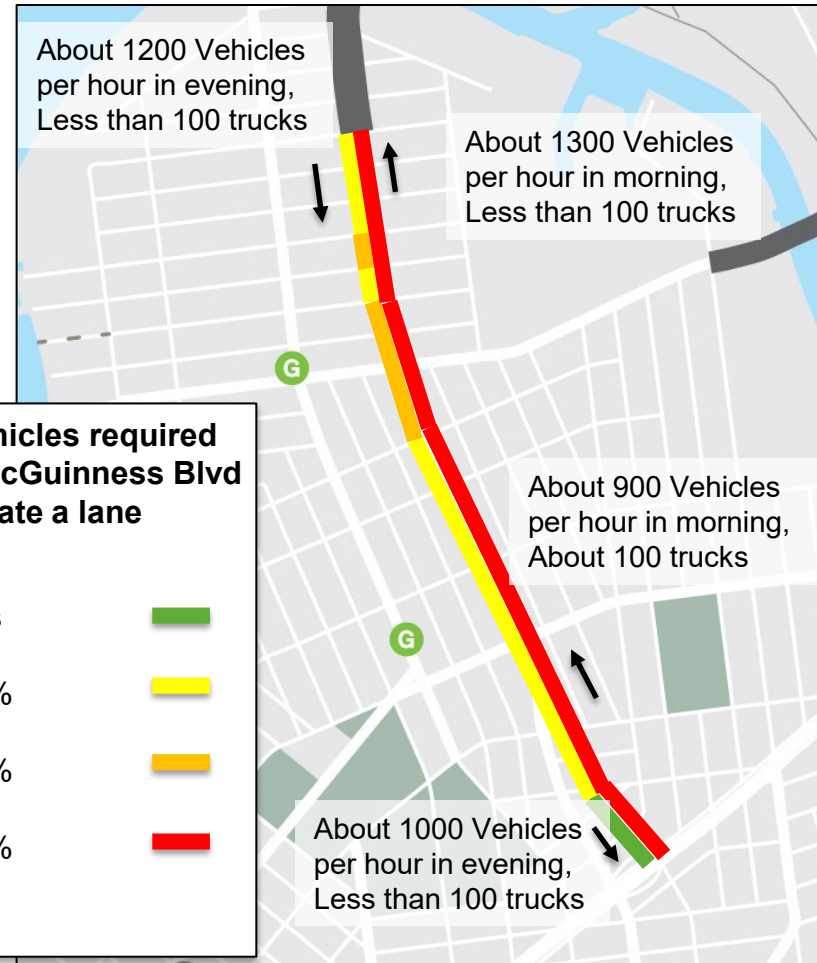 About 1200 Vehicles
per hour in evening,
Less than 100 trucks
About 1300 Vehicles
per hour in morning,
Less than 100 trucks
G
hicles required
cGuinness Blvd
ate a lane
s
%
%
%
G
About 900 Vehicles
per hour in morning,
About 100 trucks
About 1000 Vehicles
per hour in evening,
Less than 100 trucks